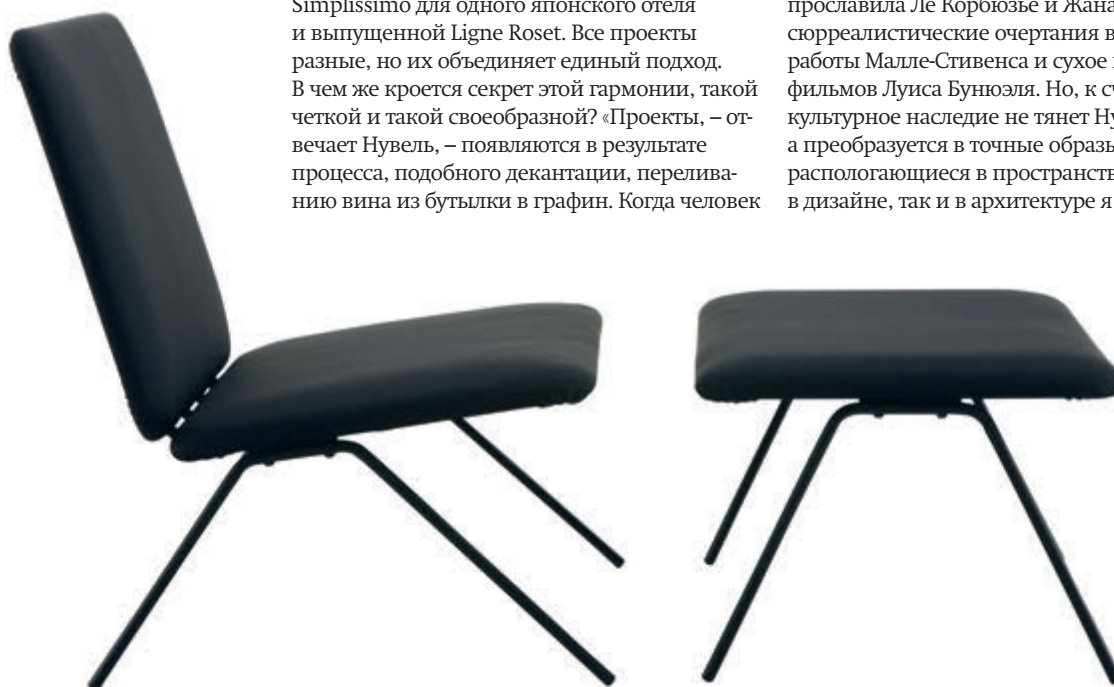 Simplissimo для одного японского отеля
и выпущенной Ligne Roset. Все проекты
разные, но их объединяет единый подход.
В чем же кроется секрет этой гармонии, такой
четкой и такой своеобразной? «Проекты, – от-
вечает Нувель, – появляются в результате
процесса, подобного декантации, перелива-
нию вина из бутылки в графин. Когда человек
прославила Ле Корбюзье и Жана
сюрреалистические очертания в
работы Малле-Стивенса и сухое
фильмов Луиса Бунюэля. Но, к
культурное наследие не тянет
а преобразуется в точные образы
распологающиеся в пространств
в дизайне, так и в архитектуре я